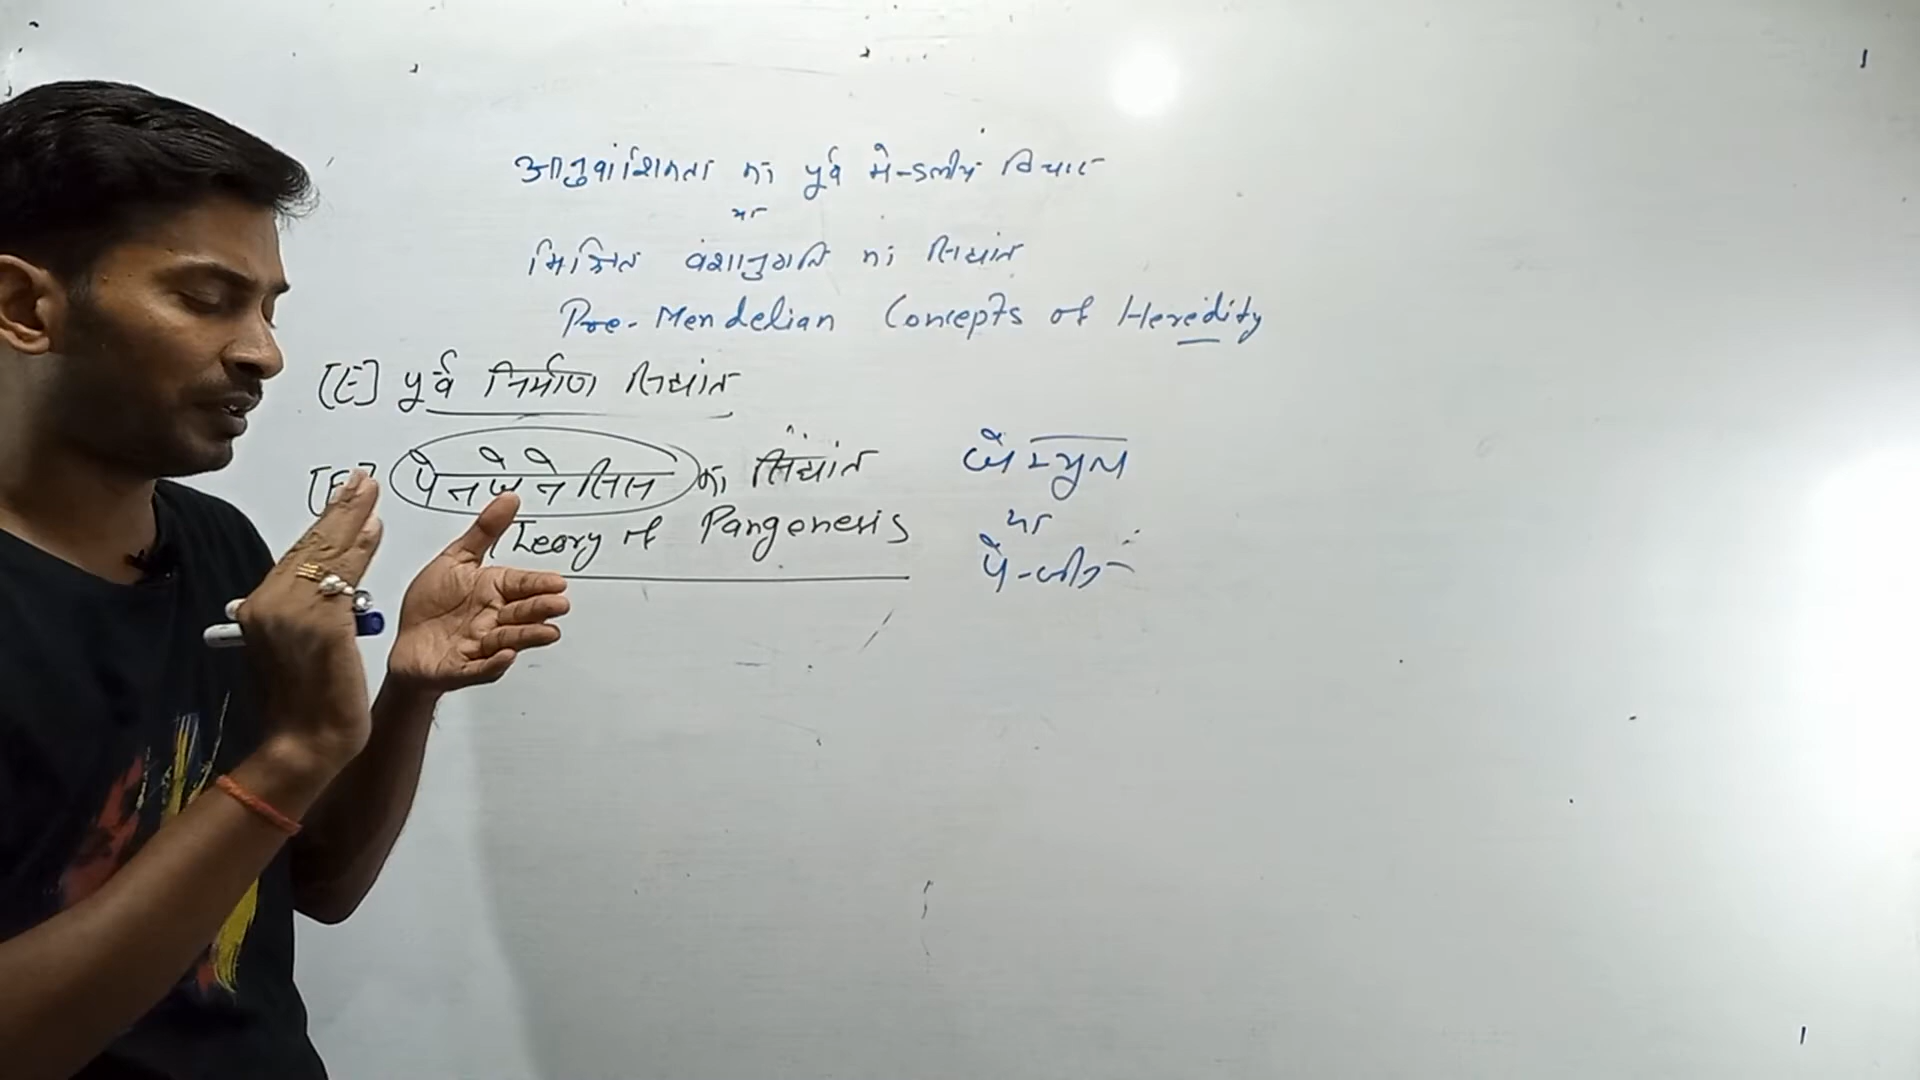 आनुवांशिकता का पूर्व मेन्डलीय विचार
या
मिश्रित वंशानुगति का सिधांत
Pre-Mendelian Concepts of Heredity
[E] पूर्व निर्माण सिधांत
[F] पैनजेनेसिस का सिधांत
Theory of Pangenesis
जेम्यूल
या
पेन्जीन